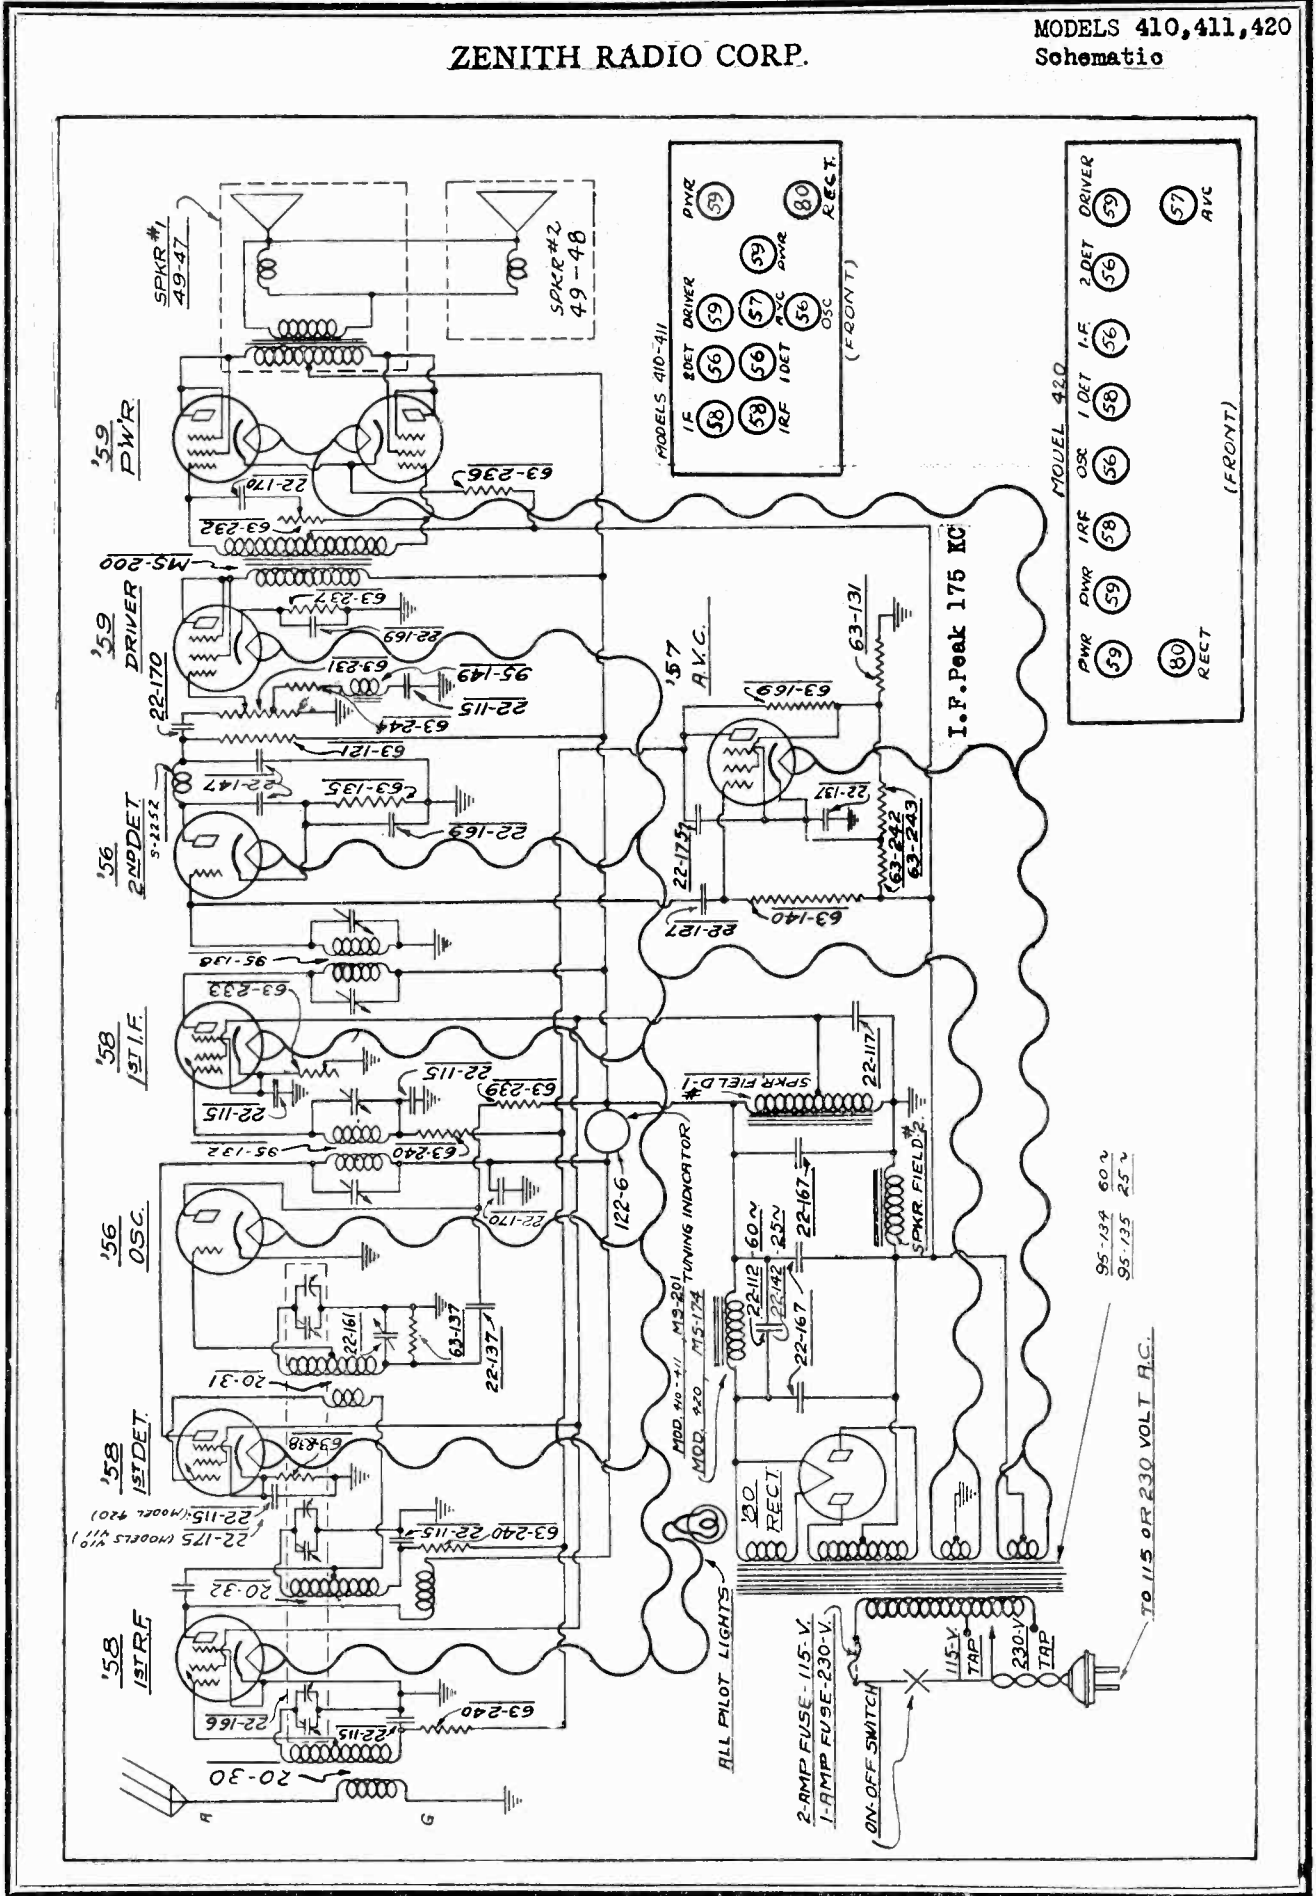 ZENITH RADIO CORP.
MODELS 410,411,420
Schematic
SPKR #1
49-47
SPKR #2
49-48
'59
PW'R.
22-170
63-232
63-236
MS-200
'59
DRIVER
63-237
22-169
22-170
63-231
95-149
22-115
63-244
63-121
S-2252
22-147
63-135
22-169
'56
2ND DET
95-138
63-233
'58
1ST I.F.
22-115
22-115
63-239
95-132
63-240
22-170
122-6
TUNING INDICATOR
'56
OSC.
22-161
63-137
22-137
20-31
'58
1ST DET.
63-238
22-115 (MODEL 420)
22-175 (MODELS 410 411)
22-115
63-240
20-32
'58
1ST R.F.
22-166
22-115
63-240
20-30
A
G
MODELS 410-411
PWR
59
80
RECT.
59
PWR
DRIVER
59
57
AVC
56
OSC
2DET
56
56
1DET
IF
58
58
1RF
(FRONT)
MODEL 420
PWR
59
PWR
59
1RF
58
OSC
56
1 DET
58
I.F.
56
2 DET
56
DRIVER
59
57
AVC
80
RECT
(FRONT)
I.F.Peak 175 KC
'57
A.V.C.
63-131
63-169
22-137
63-242
63-243
22-175
22-127
63-140
22-117
SPKR FIELD-#1
SPKR. FIELD #2
22-167
22-112-60~
22-142-25~
22-167
MOD. 410-411 MS-201
MOD. 420, MS-174
'80
RECT.
95-134 60~
95-135 25~
ALL PILOT LIGHTS
2-AMP FUSE-115-V.
1-AMP FUSE-230-V.
ON-OFF SWITCH
115-V.
TAP
230-V
TAP
TO 115 OR 230 VOLT A.C.